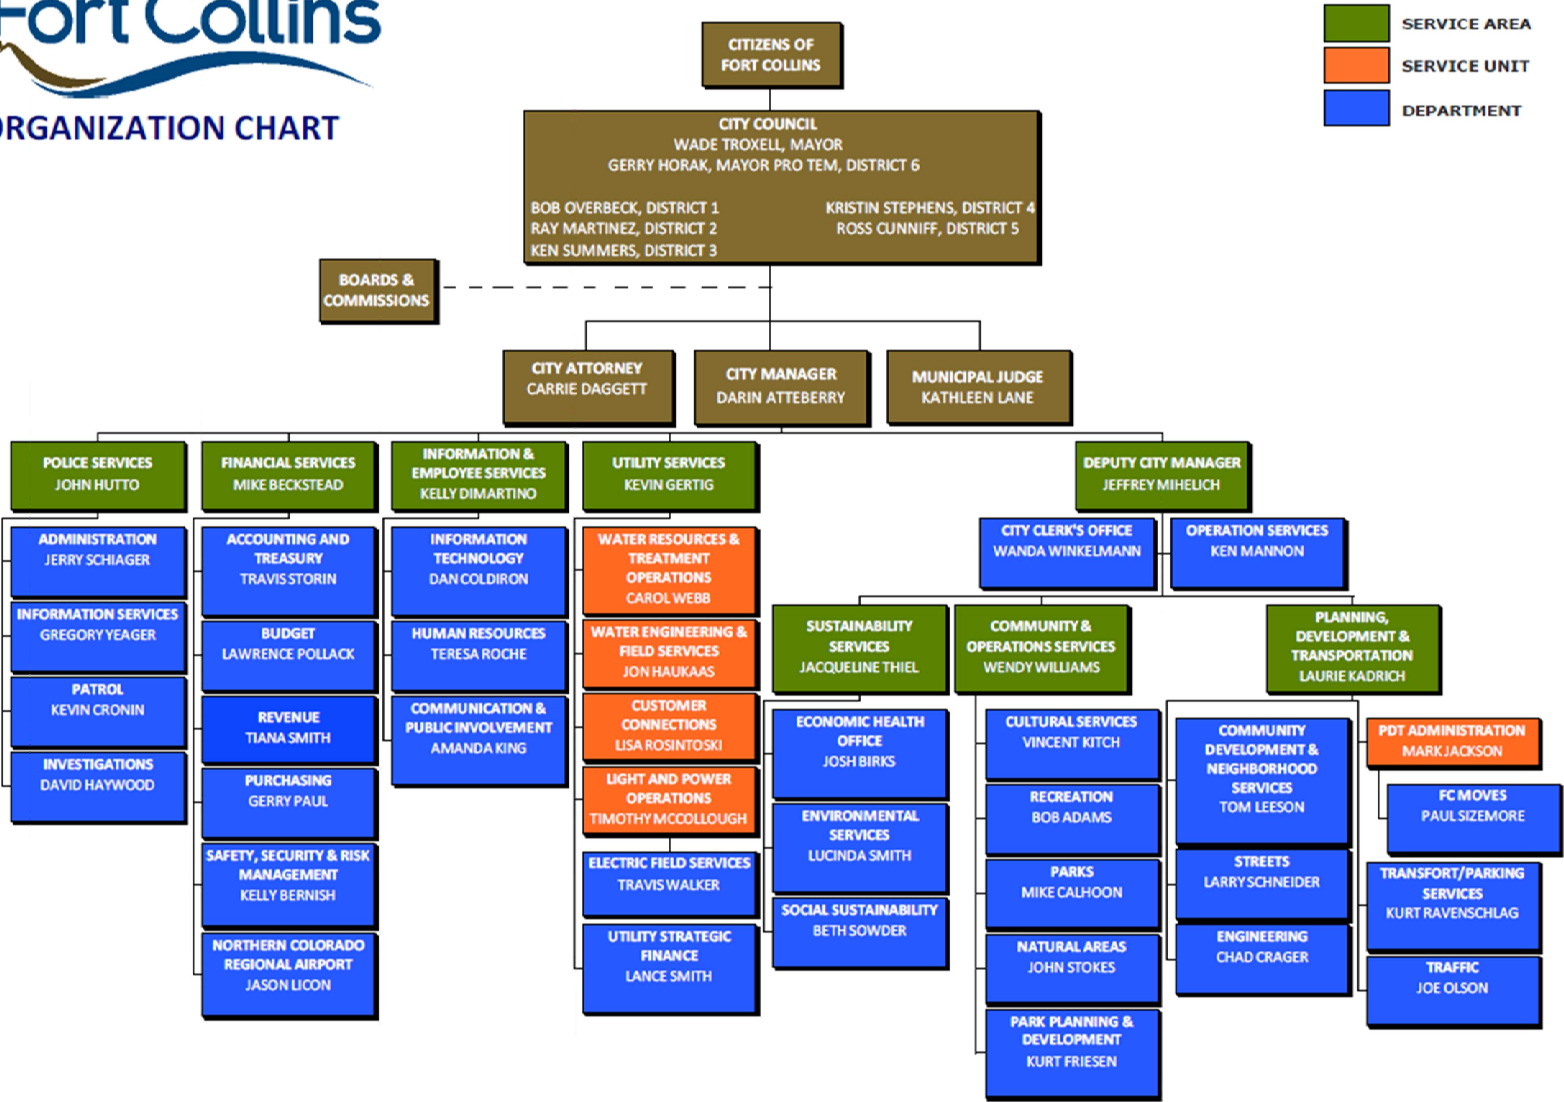 Fort Collins
ORGANIZATION CHART
SERVICE AREA
SERVICE UNIT
DEPARTMENT
CITIZENS OF
FORT COLLINS
CITY COUNCIL
WADE TROXELL, MAYOR
GERRY HORAK, MAYOR PRO TEM, DISTRICT 6
BOB OVERBECK, DISTRICT 1
RAY MARTINEZ, DISTRICT 2
KEN SUMMERS, DISTRICT 3
KRISTIN STEPHENS, DISTRICT 4
ROSS CUNNIFF, DISTRICT 5
BOARDS &
COMMISSIONS
CITY ATTORNEY
CARRIE DAGGETT
CITY MANAGER
DARIN ATTEBERRY
MUNICIPAL JUDGE
KATHLEEN LANE
POLICE SERVICES
JOHN HUTTO
ADMINISTRATION
JERRY SCHIAGER
INFORMATION SERVICES
GREGORY YEAGER
PATROL
KEVIN CRONIN
INVESTIGATIONS
DAVID HAYWOOD
FINANCIAL SERVICES
MIKE BECKSTEAD
ACCOUNTING AND
TREASURY
TRAVIS STORIN
BUDGET
LAWRENCE POLLACK
REVENUE
TIANA SMITH
PURCHASING
GERRY PAUL
SAFETY, SECURITY & RISK
MANAGEMENT
KELLY BERNISH
NORTHERN COLORADO
REGIONAL AIRPORT
JASON LICON
INFORMATION &
EMPLOYEE SERVICES
KELLY DIMARTINO
INFORMATION
TECHNOLOGY
DAN COLDIRON
HUMAN RESOURCES
TERESA ROCHE
COMMUNICATION &
PUBLIC INVOLVEMENT
AMANDA KING
UTILITY SERVICES
KEVIN GERTIG
WATER RESOURCES &
TREATMENT
OPERATIONS
CAROL WEBB
WATER ENGINEERING &
FIELD SERVICES
JON HAUKAAS
CUSTOMER
CONNECTIONS
LISA ROSINTOSKI
LIGHT AND POWER
OPERATIONS
TIMOTHY MCCOLLOUGH
ELECTRIC FIELD SERVICES
TRAVIS WALKER
UTILITY STRATEGIC
FINANCE
LANCE SMITH
DEPUTY CITY MANAGER
JEFFREY MIHELICH
CITY CLERK'S OFFICE
WANDA WINKELMANN
OPERATION SERVICES
KEN MANNON
SUSTAINABILITY
SERVICES
JACQUELINE THIEL
ECONOMIC HEALTH
OFFICE
JOSH BIRKS
ENVIRONMENTAL
SERVICES
LUCINDA SMITH
SOCIAL SUSTAINABILITY
BETH SOWDER
COMMUNITY &
OPERATIONS SERVICES
WENDY WILLIAMS
CULTURAL SERVICES
VINCENT KITCH
RECREATION
BOB ADAMS
PARKS
MIKE CALHOON
NATURAL AREAS
JOHN STOKES
PARK PLANNING &
DEVELOPMENT
KURT FRIESEN
PLANNING,
DEVELOPMENT &
TRANSPORTATION
LAURIE KADRICH
COMMUNITY
DEVELOPMENT &
NEIGHBORHOOD
SERVICES
TOM LEESON
STREETS
LARRY SCHNEIDER
ENGINEERING
CHAD CRAGER
PDT ADMINISTRATION
MARK JACKSON
FC MOVES
PAUL SIZEMORE
TRANSFORT/PARKING
SERVICES
KURT RAVENSCHLAG
TRAFFIC
JOE OLSON